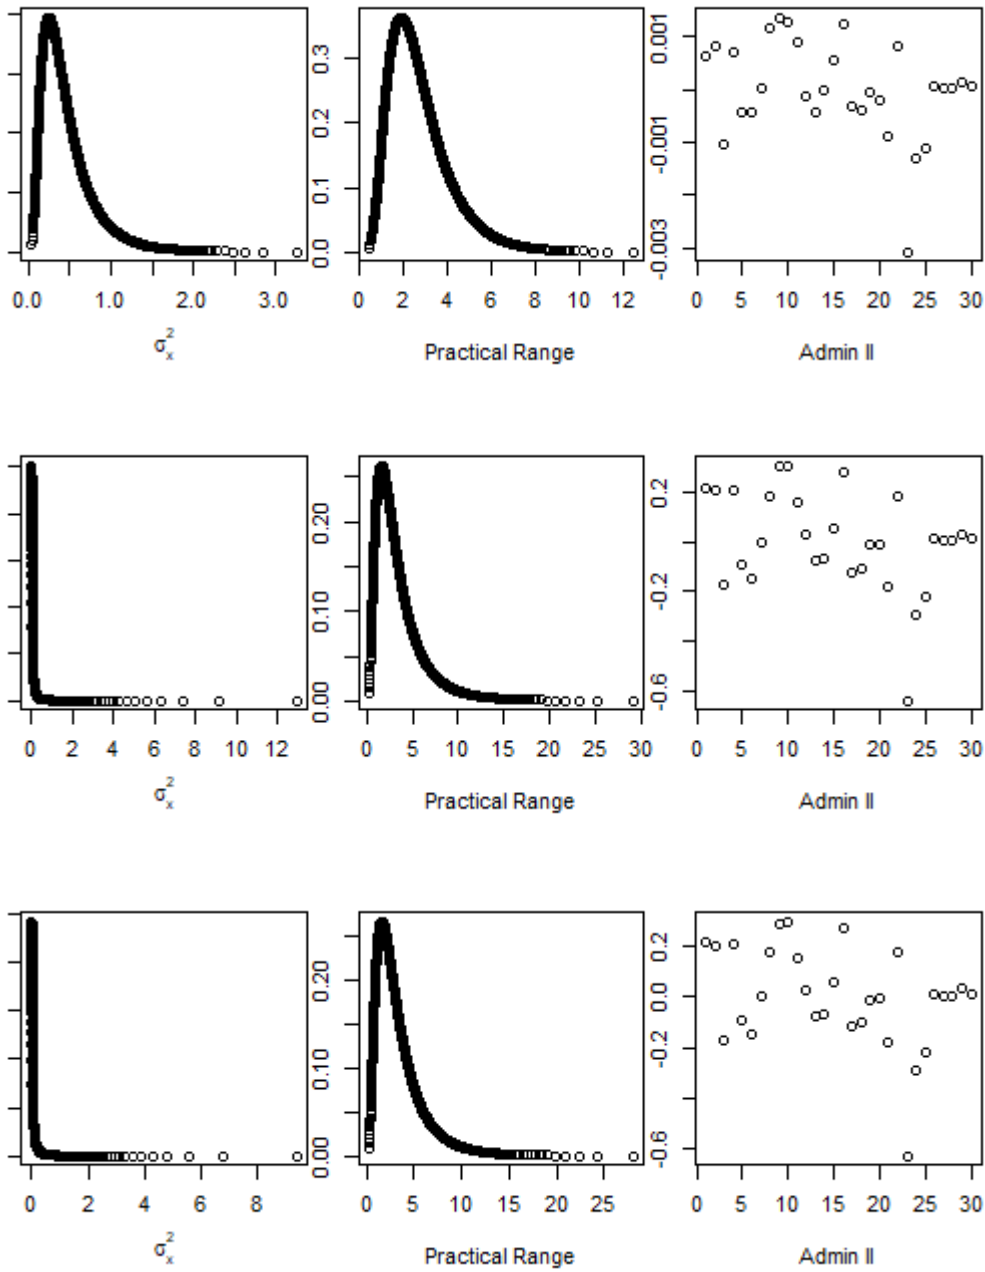 0.0 0.1 0.2 0.3
-0.003 -0.001 0.001
0.0 1.0 2.0 3.0
0 2 4 6 8 10 12
0 5 10 15 20 25 30
σ²ₓ
Practical Range
Admin II
0.00 0.10 0.20
-0.6 -0.2 0.2
0 2 4 6 8 10 12
0 5 10 15 20 25 30
0 5 10 15 20 25 30
σ²ₓ
Practical Range
Admin II
0.00 0.10 0.20
-0.6 -0.2 0.0 0.2
0 2 4 6 8
0 5 10 15 20 25
0 5 10 15 20 25 30
σ²ₓ
Practical Range
Admin II